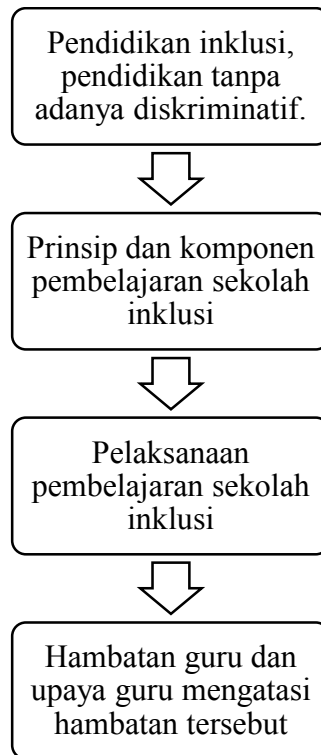 Pendidikan inklusi,
pendidikan tanpa
adanya diskriminatif.
Prinsip dan komponen
pembelajaran sekolah
inklusi
Pelaksanaan
pembelajaran sekolah
inklusi
Hambatan guru dan
upaya guru mengatasi
hambatan tersebut